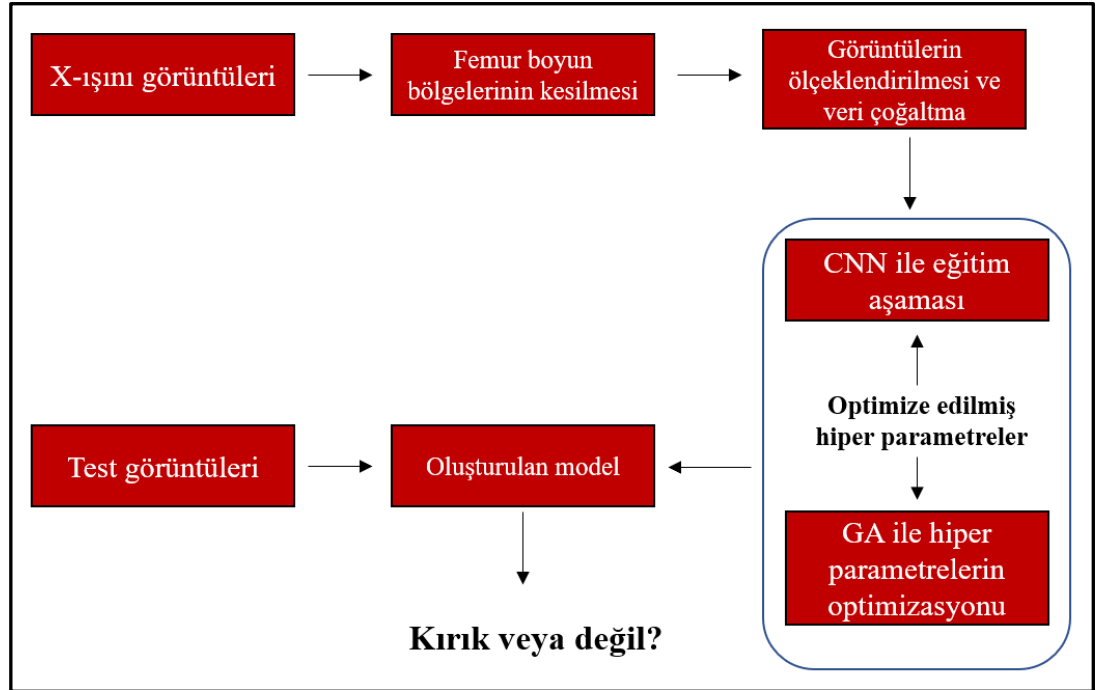 X-ışını görüntüleri
Femur boyun
bölgelerinin kesilmesi
Görüntülerin
ölçeklendirilmesi ve
veri çoğaltma
CNN ile eğitim
aşaması
Optimize edilmiş
hiper parametreler
GA ile hiper
parametrelerin
optimizasyonu
Test görüntüleri
Oluşturulan model
Kırık veya değil?